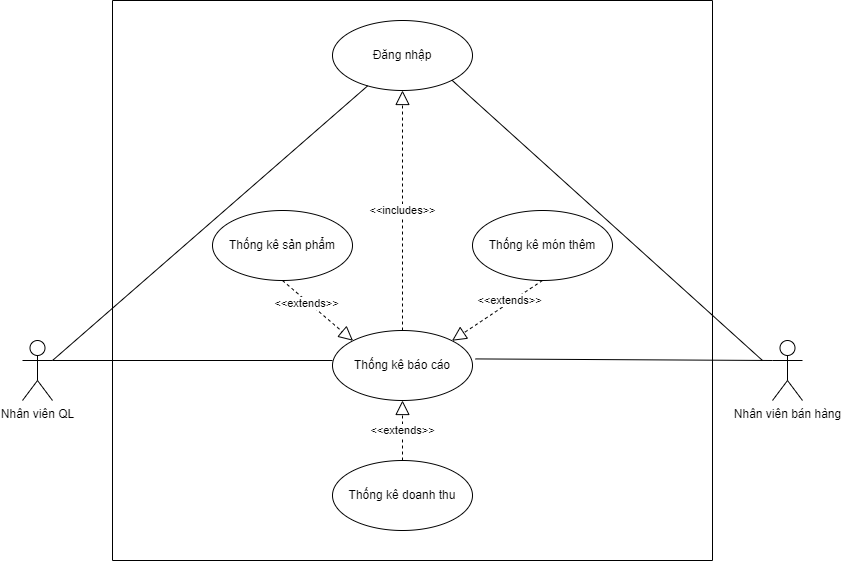 Đăng nhập
<<includes>>
Thống kê sản phẩm
Thống kê món thêm
<<extends>>
<<extends>>
Thống kê báo cáo
Nhân viên QL
Nhân viên bán hàng
<<extends>>
Thống kê doanh thu